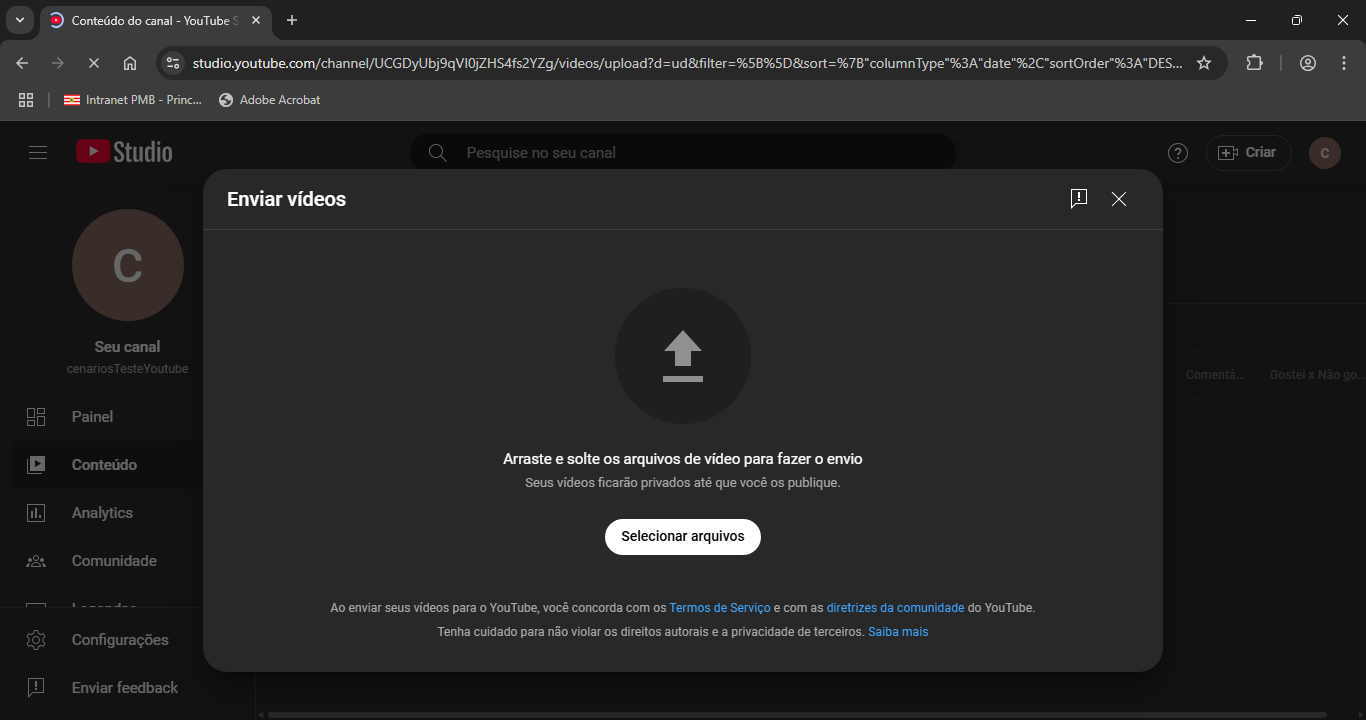 Conteúdo do canal - YouTube S
studio.youtube.com/channel/UCGDyUbj9qVI0jZHS4fs2YZg/videos/upload?d=ud&filter=%5B%5D&sort=%7B"columnType"%3A"date"%2C"sortOrder"%3A"DES...
Intranet PMB - Princ...
Adobe Acrobat
Studio
Pesquise no seu canal
Criar
C
Enviar vídeos
C
Seu canal
cenariosTesteYoutube
Comentá...
Gostei x Não go...
Painel
Conteúdo
Analytics
Comunidade
Legendas
Configurações
Enviar feedback
Arraste e solte os arquivos de vídeo para fazer o envio
Seus vídeos ficarão privados até que você os publique.
Selecionar arquivos
Ao enviar seus vídeos para o YouTube, você concorda com os Termos de Serviço e com as diretrizes da comunidade do YouTube.
Tenha cuidado para não violar os direitos autorais e a privacidade de terceiros. Saiba mais